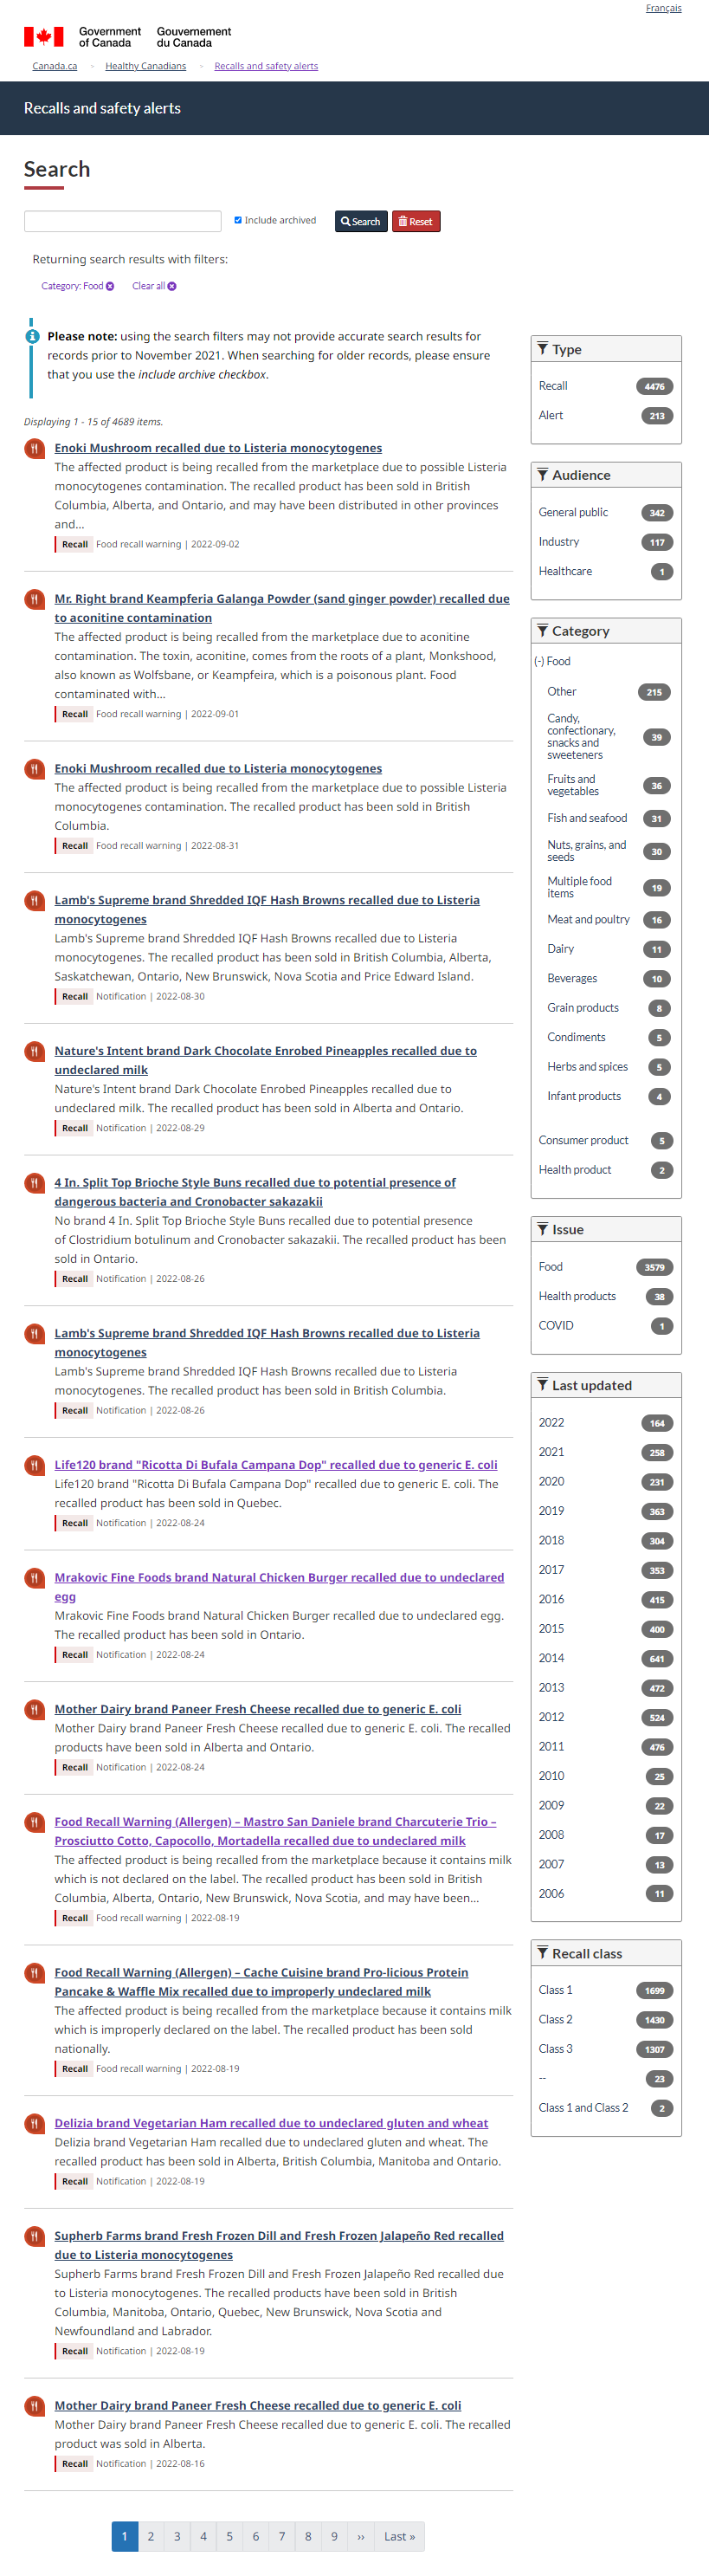 Français
Government of Canada
Gouvernement du Canada
Canada.ca
Healthy Canadians
Recalls and safety alerts
Recalls and safety alerts
Search
Include archived
Search
Reset
Returning search results with filters:
Category: Food
Clear all
Please note: using the search filters may not provide accurate search results for
records prior to November 2021. When searching for older records, please ensure
that you use the include archive checkbox.
Displaying 1 - 15 of 4689 items.
Enoki Mushroom recalled due to Listeria monocytogenes
The affected product is being recalled from the marketplace due to possible Listeria
monocytogenes contamination. The recalled product has been sold in British
Columbia, Alberta, and Ontario, and may have been distributed in other provinces
and...
Recall Food recall warning | 2022-09-02
Mr. Right brand Keampferia Galanga Powder (sand ginger powder) recalled due
to aconitine contamination
The affected product is being recalled from the marketplace due to aconitine
contamination. The toxin, aconitine, comes from the roots of a plant, Monkshood,
also known as Wolfsbane, or Keampfeira, which is a poisonous plant. Food
contaminated with...
Recall Food recall warning | 2022-09-01
Enoki Mushroom recalled due to Listeria monocytogenes
The affected product is being recalled from the marketplace due to possible Listeria
monocytogenes contamination. The recalled product has been sold in British
Columbia.
Recall Food recall warning | 2022-08-31
Lamb's Supreme brand Shredded IQF Hash Browns recalled due to Listeria
monocytogenes
Lamb's Supreme brand Shredded IQF Hash Browns recalled due to Listeria
monocytogenes. The recalled product has been sold in British Columbia, Alberta,
Saskatchewan, Ontario, New Brunswick, Nova Scotia and Price Edward Island.
Recall Notification | 2022-08-30
Nature's Intent brand Dark Chocolate Enrobed Pineapples recalled due to
undeclared milk
Nature's Intent brand Dark Chocolate Enrobed Pineapples recalled due to
undeclared milk. The recalled product has been sold in Alberta and Ontario.
Recall Notification | 2022-08-29
4 In. Split Top Brioche Style Buns recalled due to potential presence of
dangerous bacteria and Cronobacter sakazakii
No brand 4 In. Split Top Brioche Style Buns recalled due to potential presence
of Clostridium botulinum and Cronobacter sakazakii. The recalled product has been
sold in Ontario.
Recall Notification | 2022-08-26
Lamb's Supreme brand Shredded IQF Hash Browns recalled due to Listeria
monocytogenes
Lamb's Supreme brand Shredded IQF Hash Browns recalled due to Listeria
monocytogenes. The recalled product has been sold in British Columbia.
Recall Notification | 2022-08-26
Life120 brand "Ricotta Di Bufala Campana Dop" recalled due to generic E. coli
Life120 brand "Ricotta Di Bufala Campana Dop" recalled due to generic E. coli. The
recalled product has been sold in Quebec.
Recall Notification | 2022-08-24
Mrakovic Fine Foods brand Natural Chicken Burger recalled due to undeclared
egg
Mrakovic Fine Foods brand Natural Chicken Burger recalled due to undeclared egg.
The recalled product has been sold in Ontario.
Recall Notification | 2022-08-24
Mother Dairy brand Paneer Fresh Cheese recalled due to generic E. coli
Mother Dairy brand Paneer Fresh Cheese recalled due to generic E. coli. The recalled
products have been sold in Alberta and Ontario.
Recall Notification | 2022-08-24
Food Recall Warning (Allergen) – Mastro San Daniele brand Charcuterie Trio –
Prosciutto Cotto, Capocollo, Mortadella recalled due to undeclared milk
The affected product is being recalled from the marketplace because it contains milk
which is not declared on the label. The recalled product has been sold in British
Columbia, Alberta, Ontario, New Brunswick, Nova Scotia, and may have been...
Recall Food recall warning | 2022-08-19
Food Recall Warning (Allergen) – Cache Cuisine brand Pro-licious Protein
Pancake & Waffle Mix recalled due to improperly undeclared milk
The affected product is being recalled from the marketplace because it contains milk
which is improperly declared on the label. The recalled product has been sold
nationally.
Recall Food recall warning | 2022-08-19
Delizia brand Vegetarian Ham recalled due to undeclared gluten and wheat
Delizia brand Vegetarian Ham recalled due to undeclared gluten and wheat. The
recalled product has been sold in Alberta, British Columbia, Manitoba and Ontario.
Recall Notification | 2022-08-19
Supherb Farms brand Fresh Frozen Dill and Fresh Frozen Jalapeño Red recalled
due to Listeria monocytogenes
Supherb Farms brand Fresh Frozen Dill and Fresh Frozen Jalapeño Red recalled due
to Listeria monocytogenes. The recalled products have been sold in British
Columbia, Manitoba, Ontario, Quebec, New Brunswick, Nova Scotia and
Newfoundland and Labrador.
Recall Notification | 2022-08-19
Mother Dairy brand Paneer Fresh Cheese recalled due to generic E. coli
Mother Dairy brand Paneer Fresh Cheese recalled due to generic E. coli. The recalled
product was sold in Alberta.
Recall Notification | 2022-08-16
1 2 3 4 5 6 7 8 9 ›› Last »
Type
Recall 4476
Alert 213
Audience
General public 342
Industry 117
Healthcare 1
Category
(-) Food
Other 215
Candy,
confectionary,
snacks and
sweeteners 39
Fruits and
vegetables 36
Fish and seafood 31
Nuts, grains, and
seeds 30
Multiple food
items 19
Meat and poultry 16
Dairy 11
Beverages 10
Grain products 8
Condiments 5
Herbs and spices 5
Infant products 4
Consumer product 5
Health product 2
Issue
Food 3579
Health products 38
COVID 1
Last updated
2022 164
2021 258
2020 231
2019 363
2018 304
2017 353
2016 415
2015 400
2014 641
2013 472
2012 524
2011 476
2010 25
2009 22
2008 17
2007 13
2006 11
Recall class
Class 1 1699
Class 2 1430
Class 3 1307
-- 23
Class 1 and Class 2 2